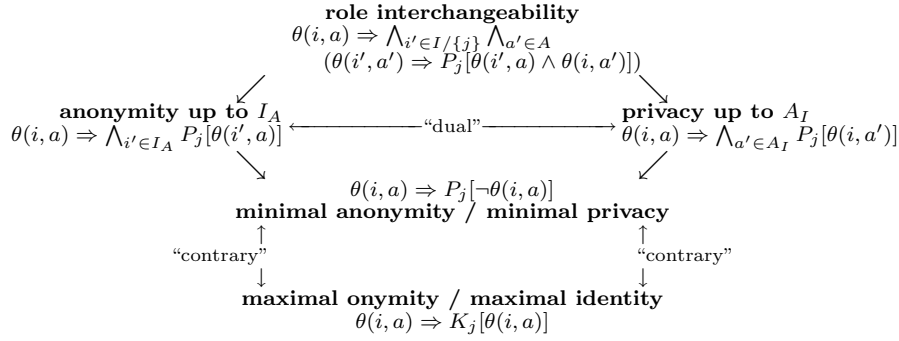 role interchangeability
θ(i, a) ⇒ ⋀_{i′∈I/{j}} ⋀_{a′∈A}
(θ(i′, a′) ⇒ P_j[θ(i′, a) ∧ θ(i, a′)])
anonymity up to I_A privacy up to A_I
θ(i, a) ⇒ ⋀_{i′∈I_A} P_j[θ(i′, a)] “dual” θ(i, a) ⇒ ⋀_{a′∈A_I} P_j[θ(i, a′)]
θ(i, a) ⇒ P_j[¬θ(i, a)]
minimal anonymity / minimal privacy
“contrary” “contrary”
maximal onymity / maximal identity
θ(i, a) ⇒ K_j[θ(i, a)]